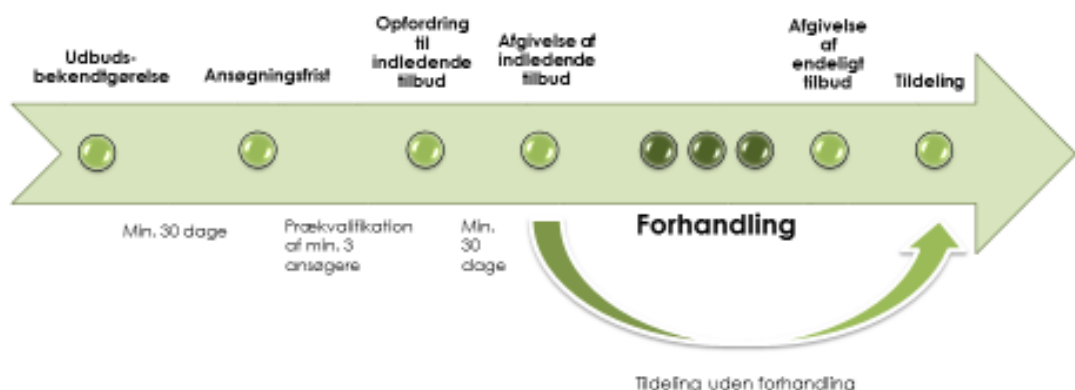 Udbuds-
bekendtgørelse
Ansøgningsfrist
Opfordring
til
indledende
tilbud
Afgivelse af
indledende
tilbud
Afgivelse
af
endeligt
tilbud
Tildeling
Min. 30 dage
Prækvalifikation
af min. 3
ansøgere
Min.
30
dage
Forhandling
Tildeling uden forhandling